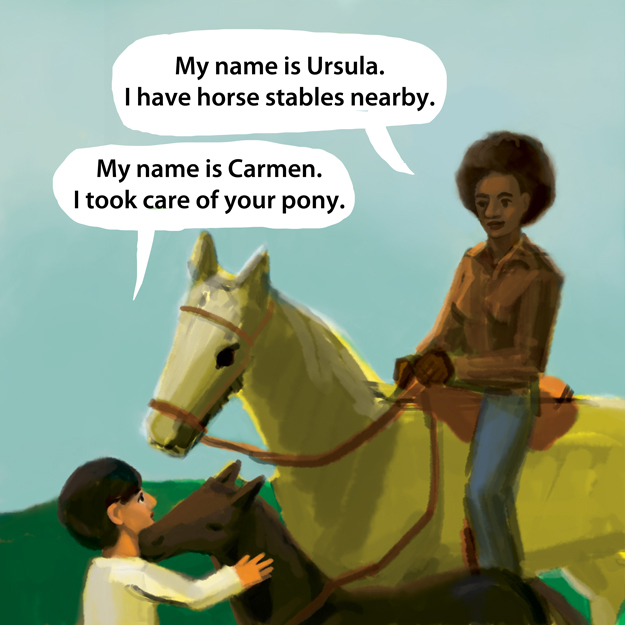 My name is Ursula.
I have horse stables nearby.
My name is Carmen.
I took care of your pony.